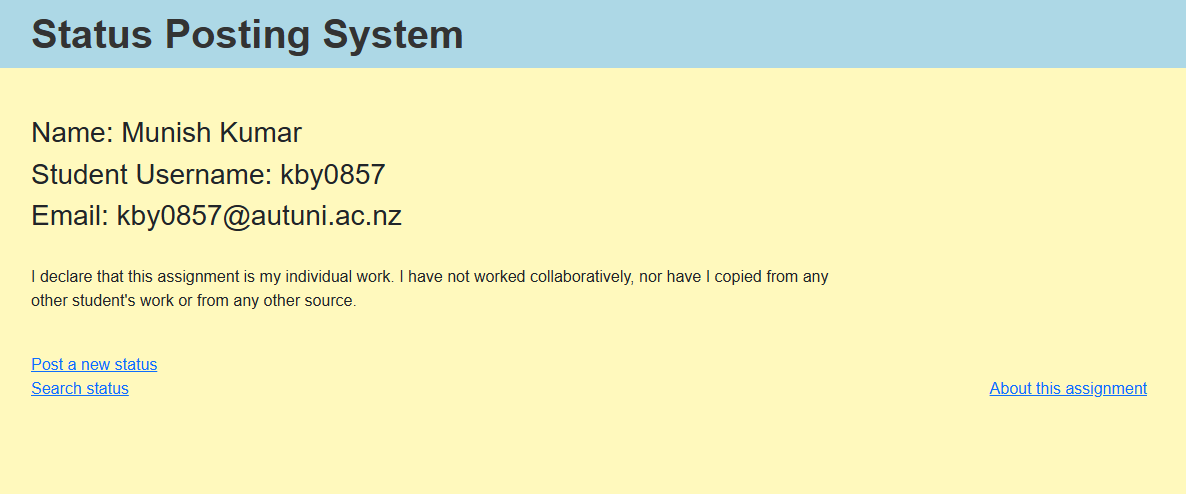 Status Posting System
Name: Munish Kumar
Student Username: kby0857
Email: kby0857@autuni.ac.nz
I declare that this assignment is my individual work. I have not worked collaboratively, nor have I copied from any
other student's work or from any other source.
Post a new status
Search status
About this assignment